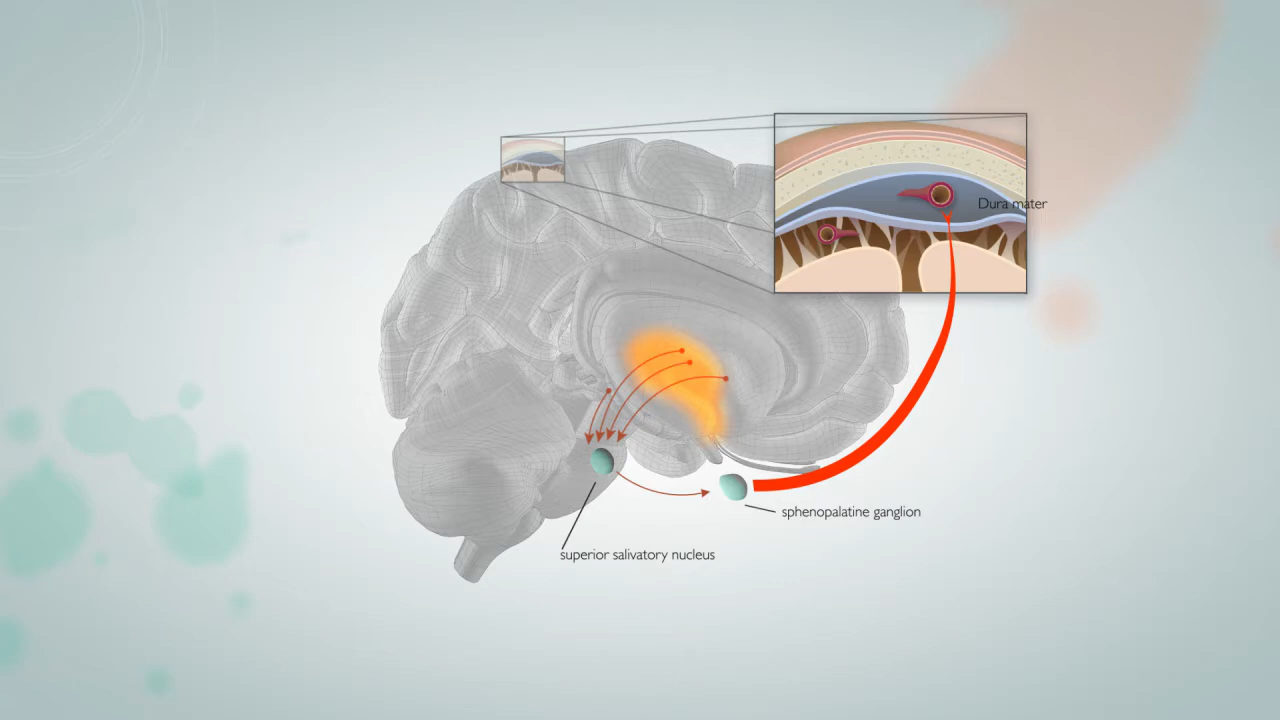 Dura mater
sphenopalatine ganglion
superior salivatory nucleus